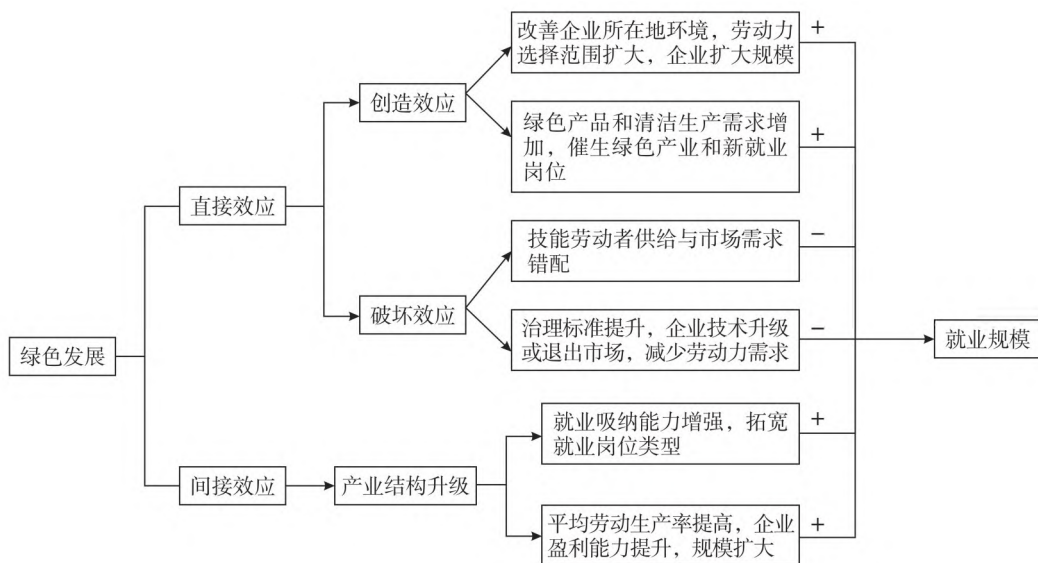 改善企业所在地环境，劳动力
选择范围扩大，企业扩大规模
+
创造效应
绿色产品和清洁生产需求增
加，催生绿色产业和新就业
岗位
+
直接效应
技能劳动者供给与市场需求
错配
−
破坏效应
治理标准提升，企业技术升级
或退出市场，减少劳动力需求
−
绿色发展
就业规模
就业吸纳能力增强，拓宽
就业岗位类型
+
间接效应
产业结构升级
平均劳动生产率提高，企业
盈利能力提升，规模扩大
+